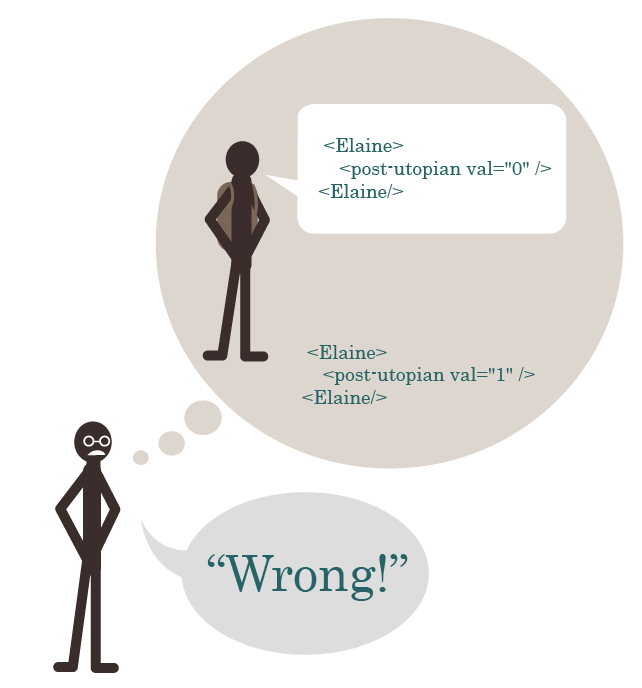 <Elaine>
<post-utopian val="0" />
<Elaine/>
<Elaine>
<post-utopian val="1" />
<Elaine/>
“Wrong!”